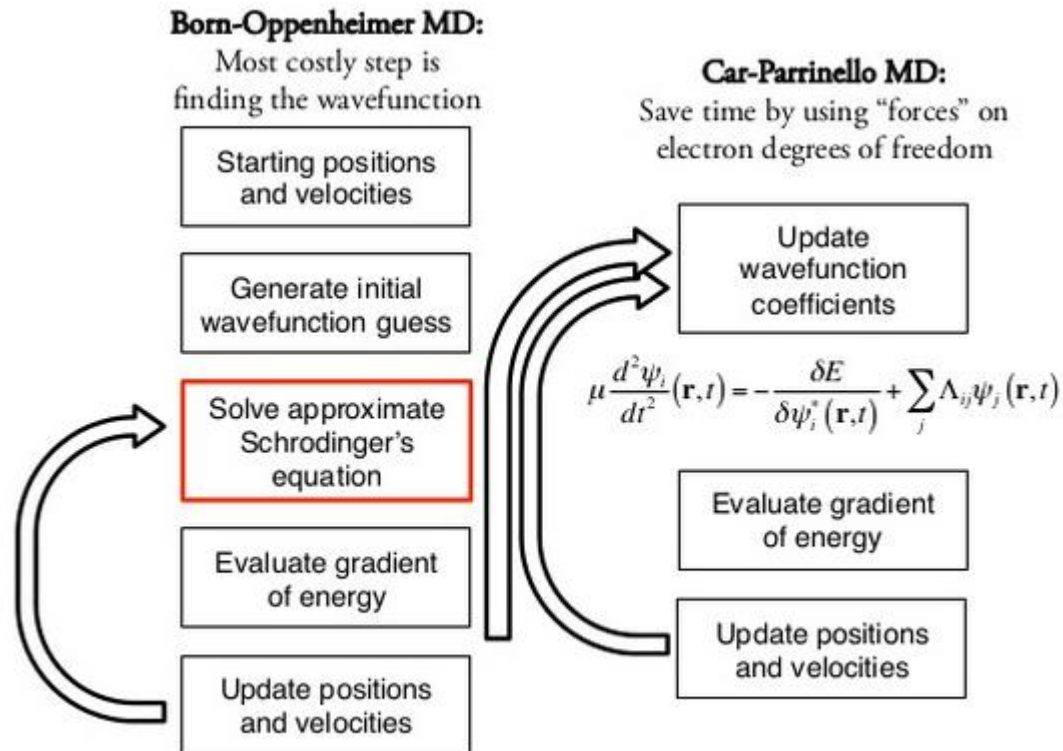 Born-Oppenheimer MD:
Most costly step is
finding the wavefunction
Starting positions
and velocities
Generate initial
wavefunction guess
Solve approximate
Schrodinger's
equation
Evaluate gradient
of energy
Update positions
and velocities
Car-Parrinello MD:
Save time by using “forces” on
electron degrees of freedom
Update
wavefunction
coefficients
μ d²ψᵢ/dt² (r,t) = − δE/δψᵢ*(r,t) + ∑ⱼ Λᵢⱼψⱼ(r,t)
Evaluate gradient
of energy
Update positions
and velocities